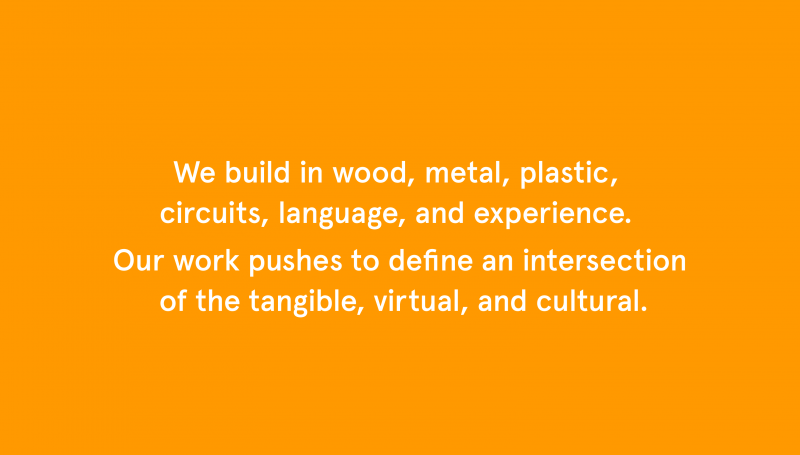 We build in wood, metal, plastic,
circuits, language, and experience.
Our work pushes to define an intersection
of the tangible, virtual, and cultural.